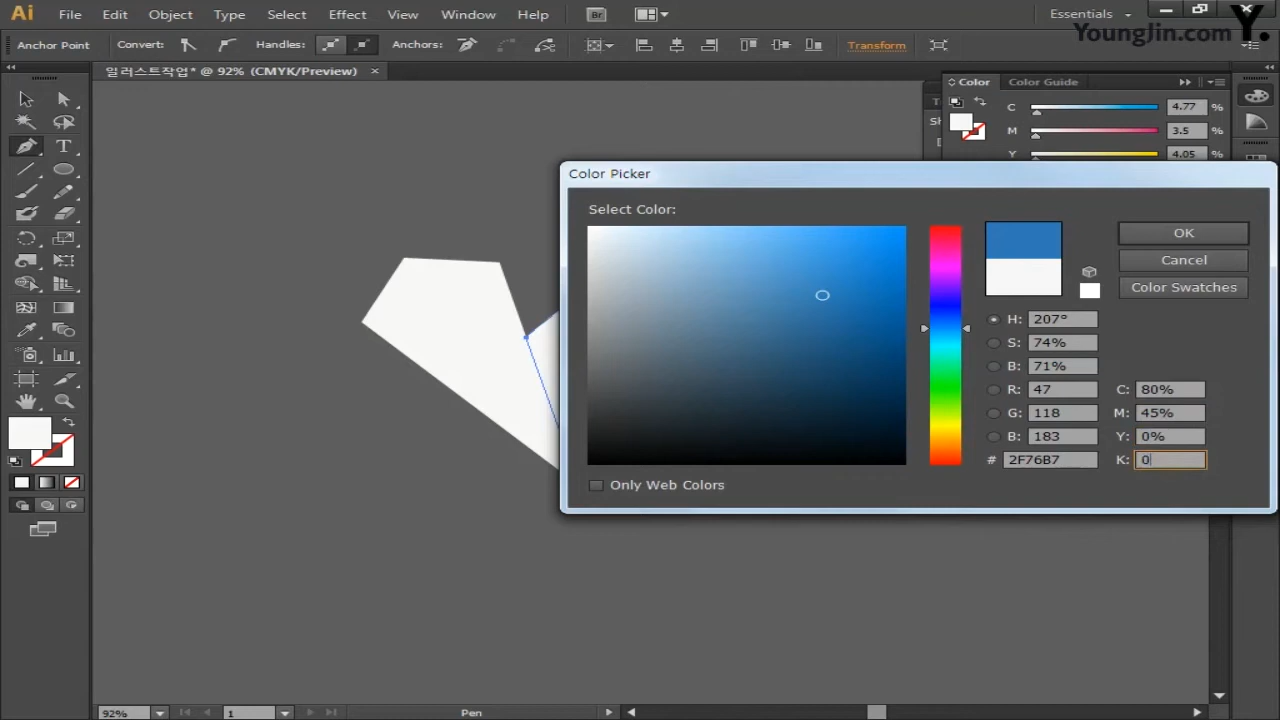 Ai File Edit Object Type Select Effect View Window Help Br Essentials
YoungJin.com Y.
Anchor Point Convert: Handles: Anchors: Transform
일러스트작업* @ 92% (CMYK/Preview) ×
Color Color Guide
C 4.77 %
M 3.5 %
Y 4.05 %
Color Picker
Select Color:
OK
Cancel
Color Swatches
H: 207°
S: 74%
B: 71%
R: 47 C: 80%
G: 118 M: 45%
B: 183 Y: 0%
# 2F76B7 K: 0
Only Web Colors
92% 1 Pen